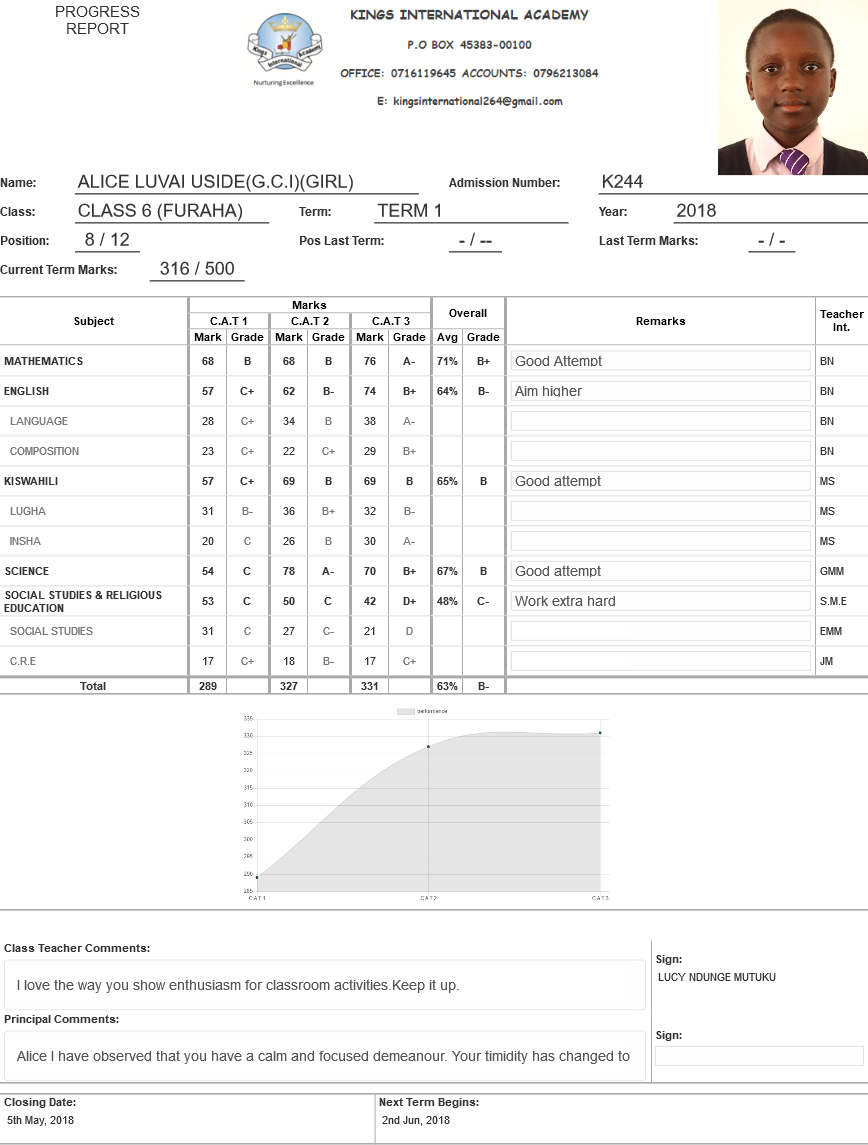 PROGRESS
REPORT
KINGS INTERNATIONAL ACADEMY
P.O BOX 45383-00100
OFFICE: 0716119645 ACCOUNTS: 0796213084
E: kingsinternational264@gmail.com
Kings International Academy
Nurturing Excellence
Name: ALICE LUVAI USIDE(G.C.I)(GIRL) Admission Number: K244
Class: CLASS 6 (FURAHA) Term: TERM 1 Year: 2018
Position: 8 / 12 Pos Last Term: - / -- Last Term Marks: - / -
Current Term Marks: 316 / 500
Subject Marks Overall Remarks Teacher Int.
C.A.T 1 C.A.T 2 C.A.T 3
Mark Grade Mark Grade Mark Grade Avg Grade
MATHEMATICS 68 B 68 B 76 A- 71% B+ Good Attempt BN
ENGLISH 57 C+ 62 B- 74 B+ 64% B- Aim higher BN
LANGUAGE 28 C+ 34 B 38 A- BN
COMPOSITION 23 C+ 22 C+ 29 B+ BN
KISWAHILI 57 C+ 69 B 69 B 65% B Good attempt MS
LUGHA 31 B- 36 B+ 32 B- MS
INSHA 20 C 26 B 30 A- MS
SCIENCE 54 C 78 A- 70 B+ 67% B Good attempt GMM
SOCIAL STUDIES & RELIGIOUS EDUCATION 53 C 50 C 42 D+ 48% C- Work extra hard S.M.E
SOCIAL STUDIES 31 C 27 C- 21 D EMM
C.R.E 17 C+ 18 B- 17 C+ JM
Total 289 327 331 63% B-
performance
335
330
325
320
315
310
305
300
295
290
285
CAT1 CAT2 CAT3
Class Teacher Comments:
I love the way you show enthusiasm for classroom activities.Keep it up.
Sign:
LUCY NDUNGE MUTUKU
Principal Comments:
Alice I have observed that you have a calm and focused demeanour. Your timidity has changed to
Sign:
Closing Date: Next Term Begins:
5th May, 2018 2nd Jun, 2018